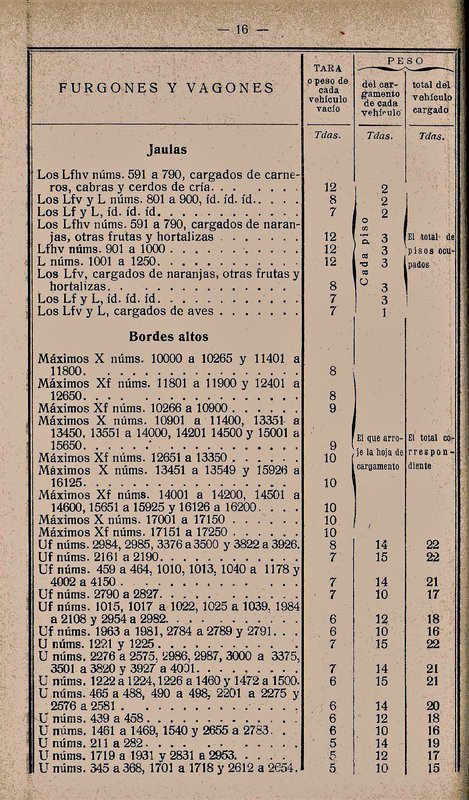 — 16 —
FURGONES Y VAGONES
TARA
o peso de
cada
vehículo
vacio
PESO
del car-
gamento
de cada
vehículo
total del
vehículo
cargado
Tdas. Tdas. Tdas.
Jaulas
Los Lfhv núms. 591 a 790, cargados de carne-
ros, cabras y cerdos de cría. . . . . . . 12 2
Los Lfv y L núms. 801 a 900, íd. íd. íd. . . . . 8 2
Los Lf y L, íd. íd. íd. . . . . . . . . . 7 2
Los Lfhv núms. 591 a 790, cargados de naran-
jas, otras frutas y hortalizas . . . . . . . 12 3
Lfhv núms. 901 a 1000 . . . . . . . . . 12 3
L núms. 1001 a 1250. . . . . . . . . . 12 3
Los Lfv, cargados de naranjas, otras frutas y
hortalizas. . . . . . . . . . . . . 8 3
Los Lf y L, íd. íd. íd. . . . . . . . . . 7 3
Los Lfv y L, cargados de aves . . . . . . 7 1
Cada piso
El total de
pisos ocu-
pados
Bordes altos
Máximos X núms. 10000 a 10265 y 11401 a
11800. . . . . . . . . . . . . . 8
Máximos Xf núms. 11801 a 11900 y 12401 a
12650. . . . . . . . . . . . . . 8
Máximos Xf núms. 10266 a 10900 . . . . . 9
Máximos X núms. 10901 a 11400, 13351 a
13450, 13551 a 14000, 14201 14500 y 15001 a
15650. . . . . . . . . . . . . . 9
Máximos Xf núms. 12651 a 13350 . . . . . 10
Máximos X núms. 13451 a 13549 y 15926 a
16125. . . . . . . . . . . . . . 10
Máximos Xf núms. 14001 a 14200, 14501 a
14600, 15651 a 15925 y 16126 a 16200. . . . 10
Máximos X núms. 17001 a 17150 . . . . . 10
Máximos Xf núms. 17151 a 17250. . . . . 10
El que arro-
je la hoja de
cargamento
El total co-
rrespon-
diente
Uf núms. 2984, 2985, 3376 a 3500 y 3822 a 3926. 8 14 22
Uf núms. 2161 a 2190. . . . . . . . . . 7 15 22
Uf núms. 459 a 464, 1010, 1013, 1040 a 1178 y
4002 a 4150 . . . . . . . . . . . . 7 14 21
Uf núms. 2790 a 2827. . . . . . . . . . 7 10 17
Uf núms. 1015, 1017 a 1022, 1025 a 1039, 1984
a 2108 y 2954 a 2982. . . . . . . . . . 6 12 18
Uf núms. 1963 a 1981, 2784 a 2789 y 2791. . . 6 10 16
U núms. 1221 y 1225. . . . . . . . . . 7 15 22
U núms. 2276 a 2575, 2986, 2987, 3000 a 3375,
3501 a 3820 y 3927 a 4001. . . . . . . . 7 14 21
U núms. 1222 a 1224, 1226 a 1460 y 1472 a 1500. 6 15 21
U núms. 465 a 488, 490 a 498, 2201 a 2275 y
2576 a 2581 . . . . . . . . . . . . 6 14 20
U núms. 439 a 458 . . . . . . . . . . 6 12 18
U núms. 1461 a 1469, 1540 y 2655 a 2783. . . 6 10 16
U núms. 211 a 282. . . . . . . . . . . 5 14 19
U núms. 1719 a 1931 y 2831 a 2953. . . . . 5 12 17
U núms. 345 a 368, 1701 a 1718 y 2612 a 2654. 5 10 15